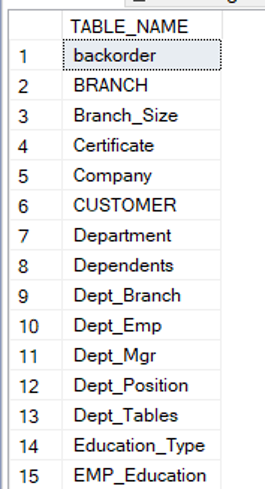 TABLE_NAME
1 backorder
2 BRANCH
3 Branch_Size
4 Certificate
5 Company
6 CUSTOMER
7 Department
8 Dependents
9 Dept_Branch
10 Dept_Emp
11 Dept_Mgr
12 Dept_Position
13 Dept_Tables
14 Education_Type
15 EMP_Education